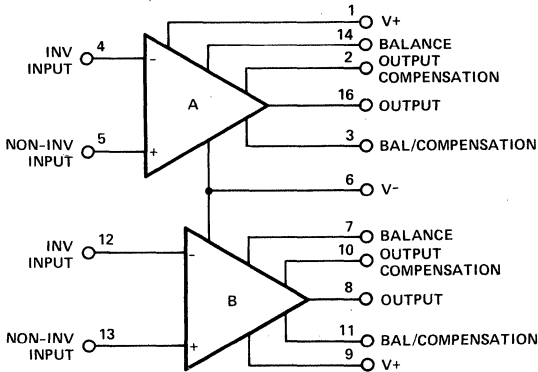 1 V+
14 BALANCE
INV
INPUT
4
2 OUTPUT
COMPENSATION
-
A
16 OUTPUT
NON-INV
INPUT
5
+
3 BAL/COMPENSATION
6 V-
7 BALANCE
INV
INPUT
12
10 OUTPUT
COMPENSATION
-
B
8 OUTPUT
NON-INV
INPUT
13
+
11 BAL/COMPENSATION
9 V+